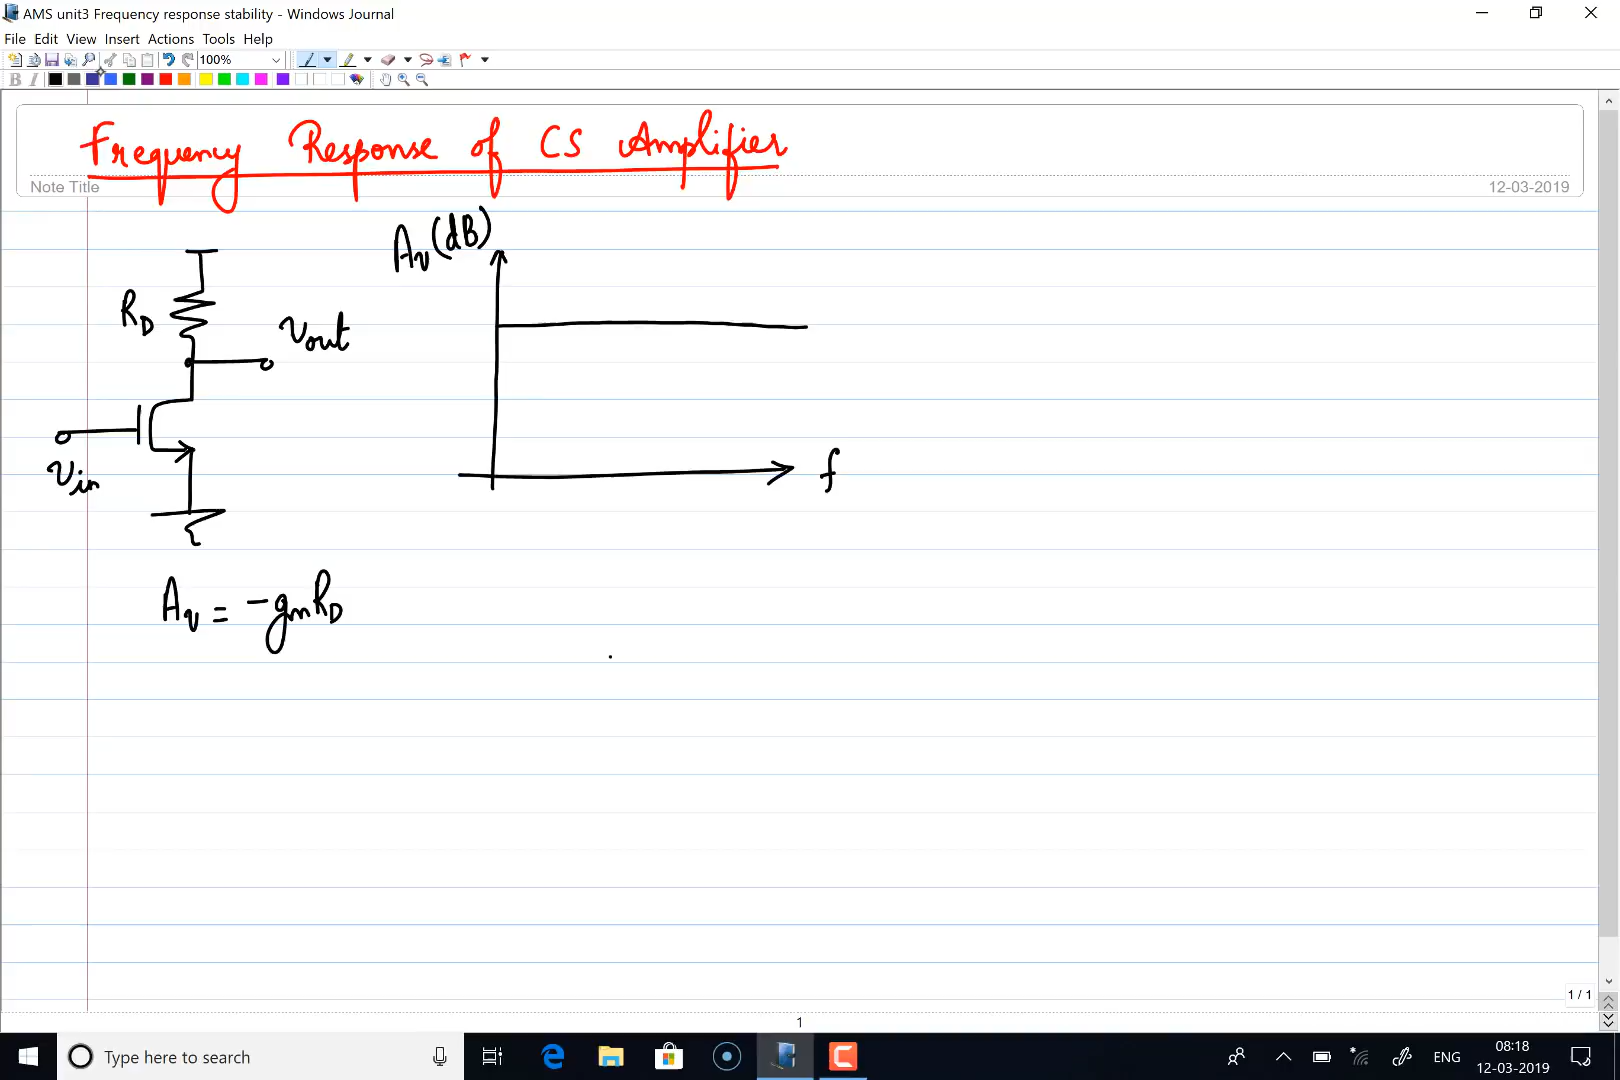 AMS unit3 Frequency response stability - Windows Journal
File Edit View Insert Actions Tools Help
100%
B I
Frequency Response of CS Amplifier
Note Title
12-03-2019
Av (dB)
RD
Vout
Vin
f
Av = -gmRD
1 / 1
1
Type here to search
ENG
08:18
12-03-2019